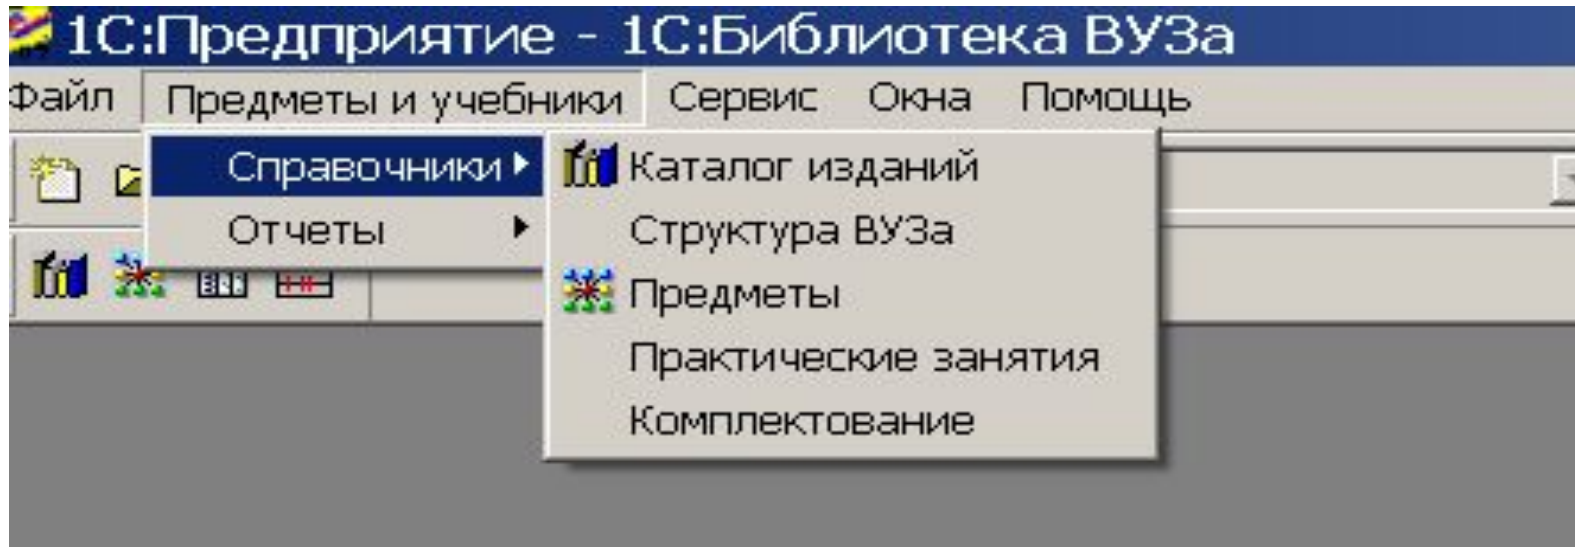 1С:Предприятие - 1С:Библиотека ВУЗа
Файл Предметы и учебники Сервис Окна Помощь
Справочники
Отчеты
Каталог изданий
Структура ВУЗа
Предметы
Практические занятия
Комплектование